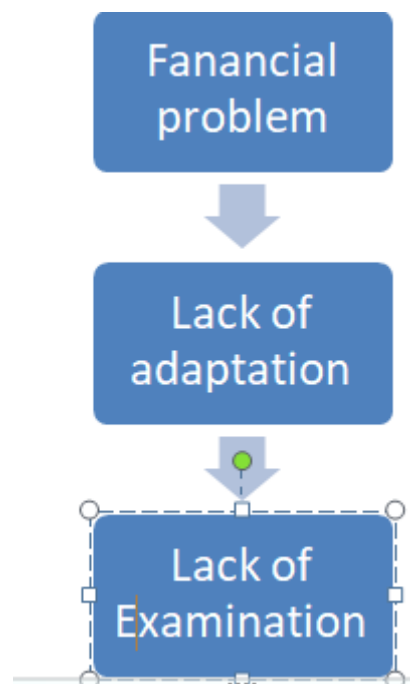 Fanancial
problem
Lack of
adaptation
Lack of
Examination